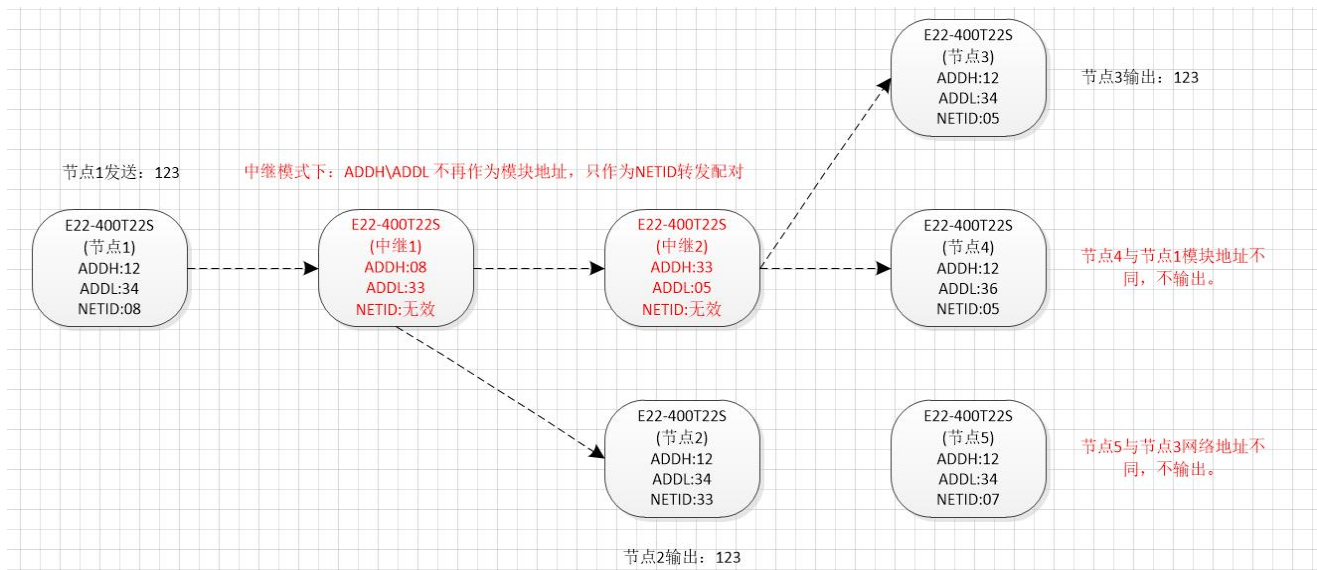 E22-400T22S
(节点3)
ADDH:12
ADDL:34
NETID:05
节点3输出：123
节点1发送：123
中继模式下：ADDH\ADDL 不再作为模块地址，只作为NETID转发配对
E22-400T22S
(节点1)
ADDH:12
ADDL:34
NETID:08
E22-400T22S
(中继1)
ADDH:08
ADDL:33
NETID:无效
E22-400T22S
(中继2)
ADDH:33
ADDL:05
NETID:无效
E22-400T22S
(节点4)
ADDH:12
ADDL:36
NETID:05
节点4与节点1模块地址不
同，不输出。
E22-400T22S
(节点2)
ADDH:12
ADDL:34
NETID:33
E22-400T22S
(节点5)
ADDH:12
ADDL:34
NETID:07
节点5与节点3网络地址不
同，不输出。
节点2输出：123